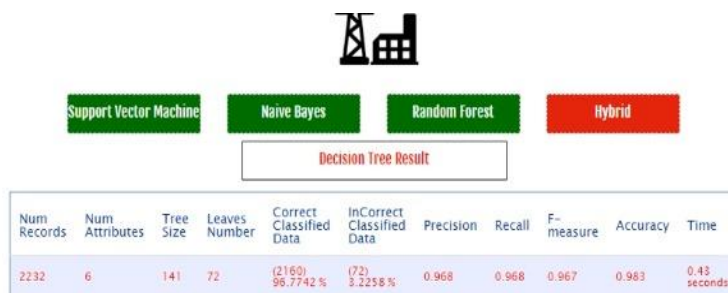 Support Vector Machine Naive Bayes Random Forest Hybrid
Decision Tree Result
Num Records Num Attributes Tree Size Leaves Number Correct Classified Data InCorrect Classified Data Precision Recall F-measure Accuracy Time
2232 6 141 72 (2160) 96.7742 % (72) 3.2258 % 0.968 0.968 0.967 0.983 0.43 seconds